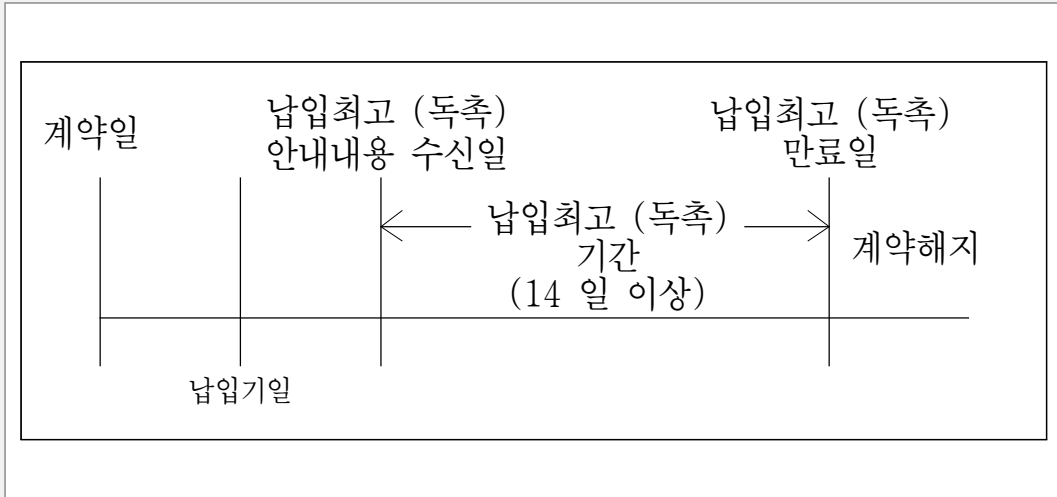 계약일
납입최고 (독촉)
안내내용 수신일
납입최고 (독촉)
만료일
납입최고 (독촉)
기간
(14 일 이상)
계약해지
납입기일